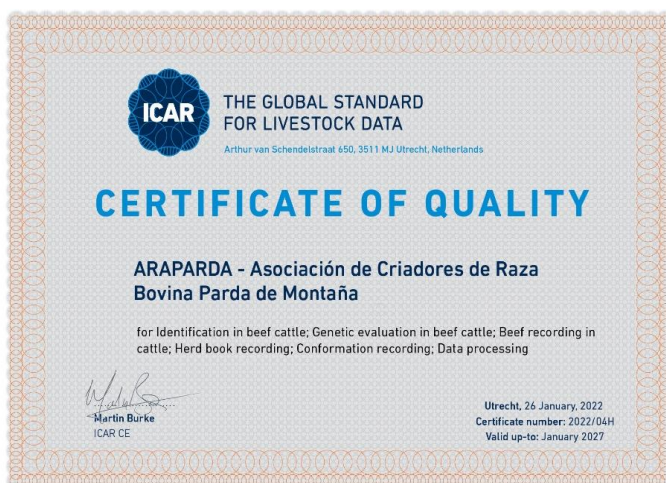 ICAR
THE GLOBAL STANDARD
FOR LIVESTOCK DATA
Arthur van Schendelstraat 650, 3511 MJ Utrecht, Netherlands
CERTIFICATE OF QUALITY
ARAPARDA - Asociación de Criadores de Raza
Bovina Parda de Montaña
for Identification in beef cattle; Genetic evaluation in beef cattle; Beef recording in
cattle; Herd book recording; Conformation recording; Data processing
Martin Burke
ICAR CE
Utrecht, 26 January, 2022
Certificate number: 2022/04H
Valid up-to: January 2027